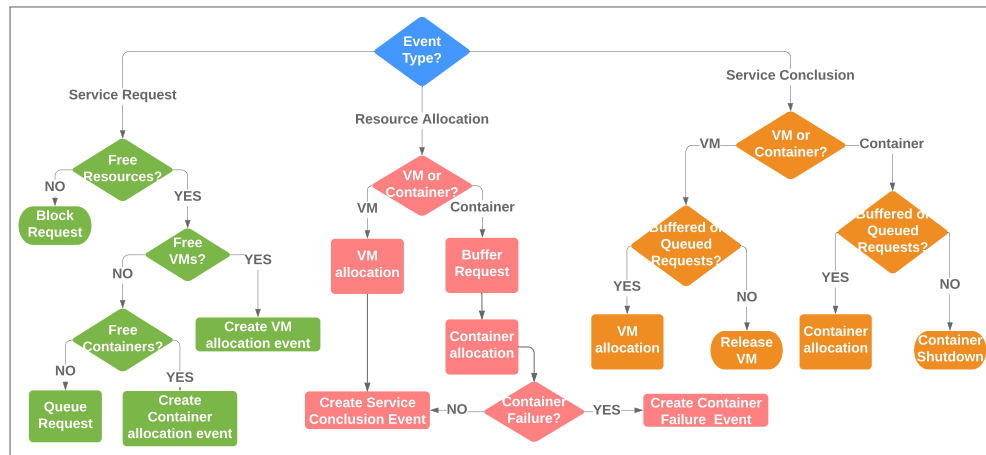 Event
Type?
Service Request
Resource Allocation
Service Conclusion
Free
Resources?
NO
YES
Block
Request
Free
VMs?
NO
YES
Create VM
allocation event
Free
Containers?
NO
YES
Queue
Request
Create
Container
allocation event
VM or
Container?
VM
Container
VM
allocation
Buffer
Request
Container
allocation
Container
Failure?
NO
YES
Create Service
Conclusion Event
Create Container
Failure Event
VM or
Container?
VM
Container
Buffered or
Queued
Requests?
YES
NO
VM
allocation
Release
VM
Buffered or
Queued
Requests?
YES
NO
Container
allocation
Container
Shutdown